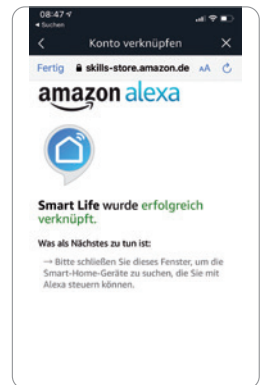 08:47
Suchen
Konto verknüpfen
Fertig skills-store.amazon.de AA
amazon alexa
Smart Life wurde erfolgreich
verknüpft.
Was als Nächstes zu tun ist:
→ Bitte schließen Sie dieses Fenster, um die
Smart-Home-Geräte zu suchen, die Sie mit
Alexa steuern können.